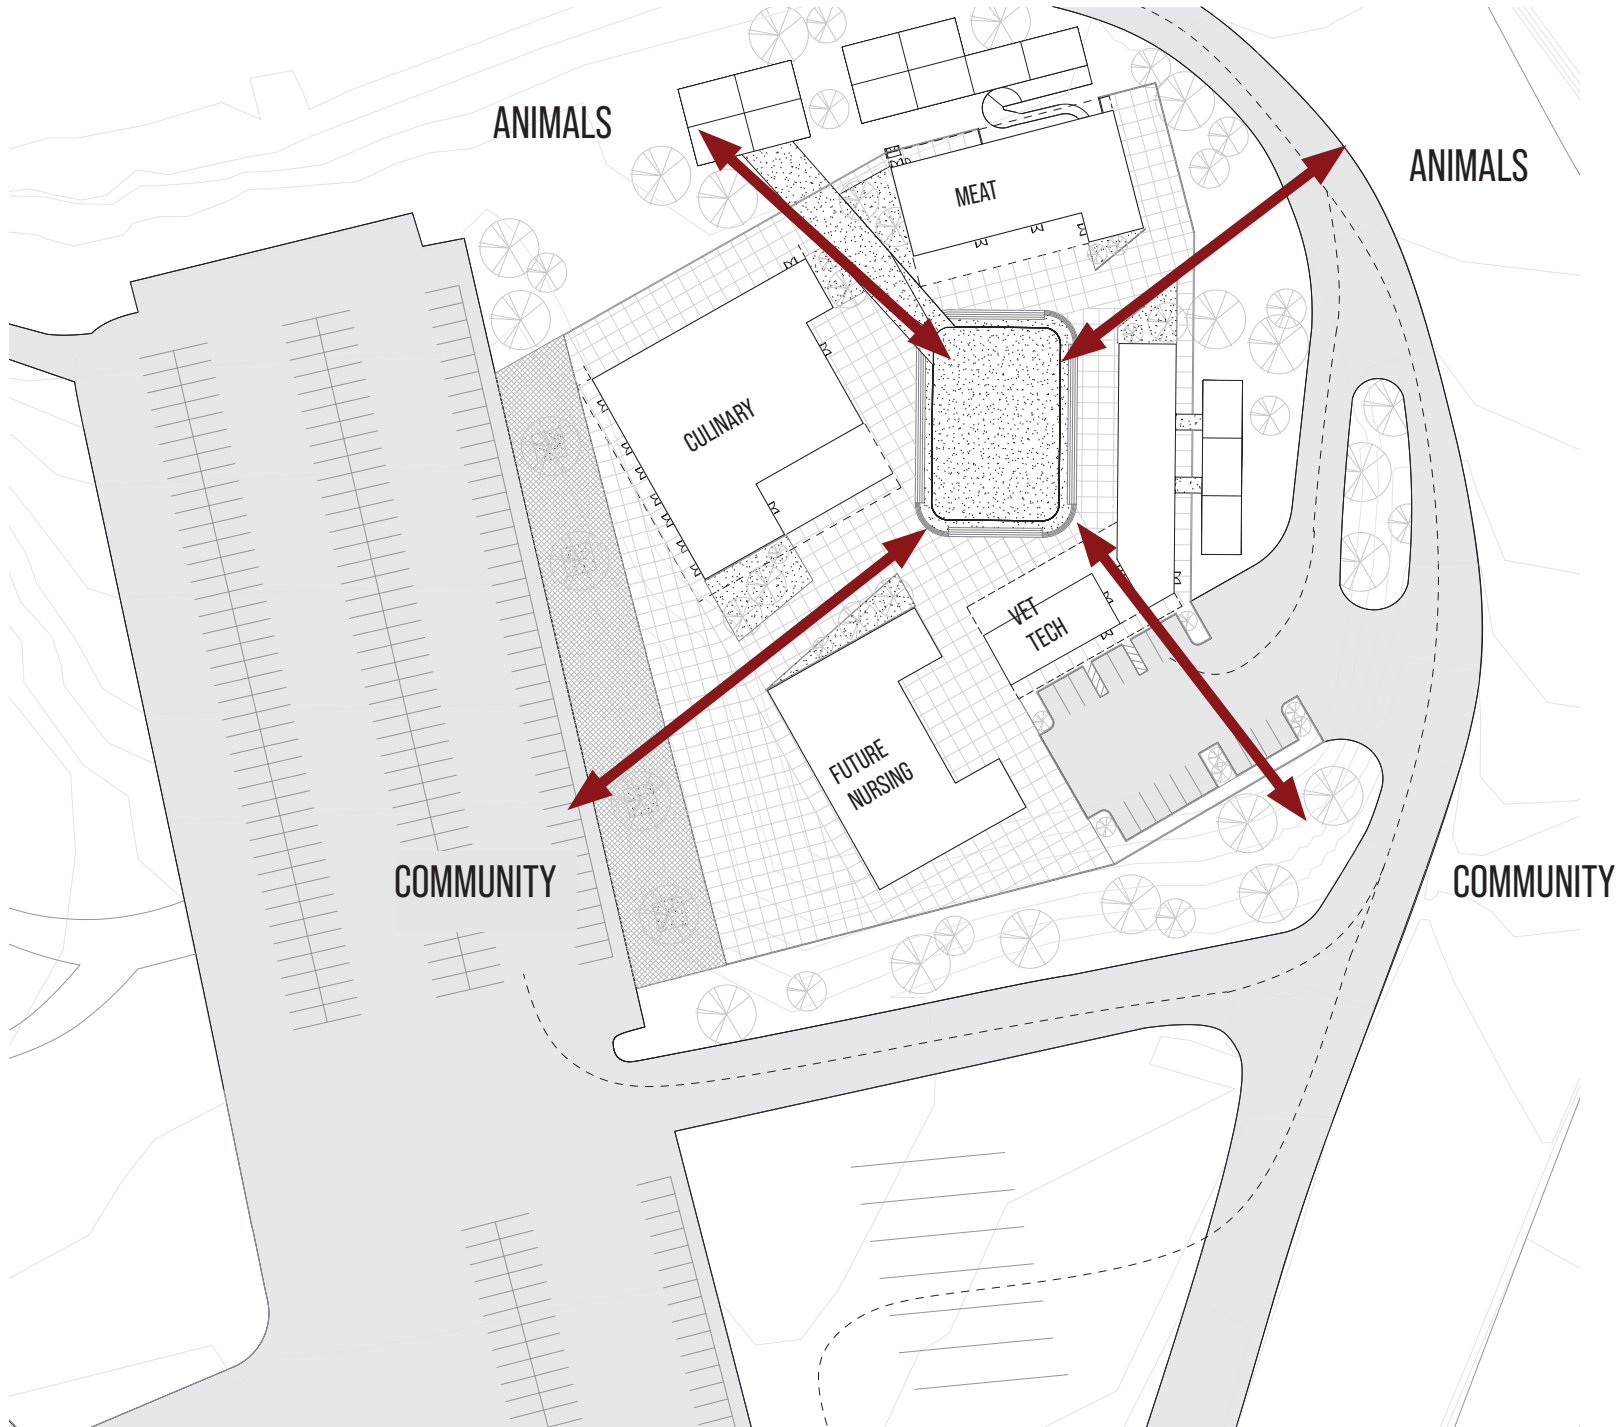 ANIMALS
ANIMALS
MEAT
CULINARY
VET
TECH
FUTURE
NURSING
COMMUNITY
COMMUNITY